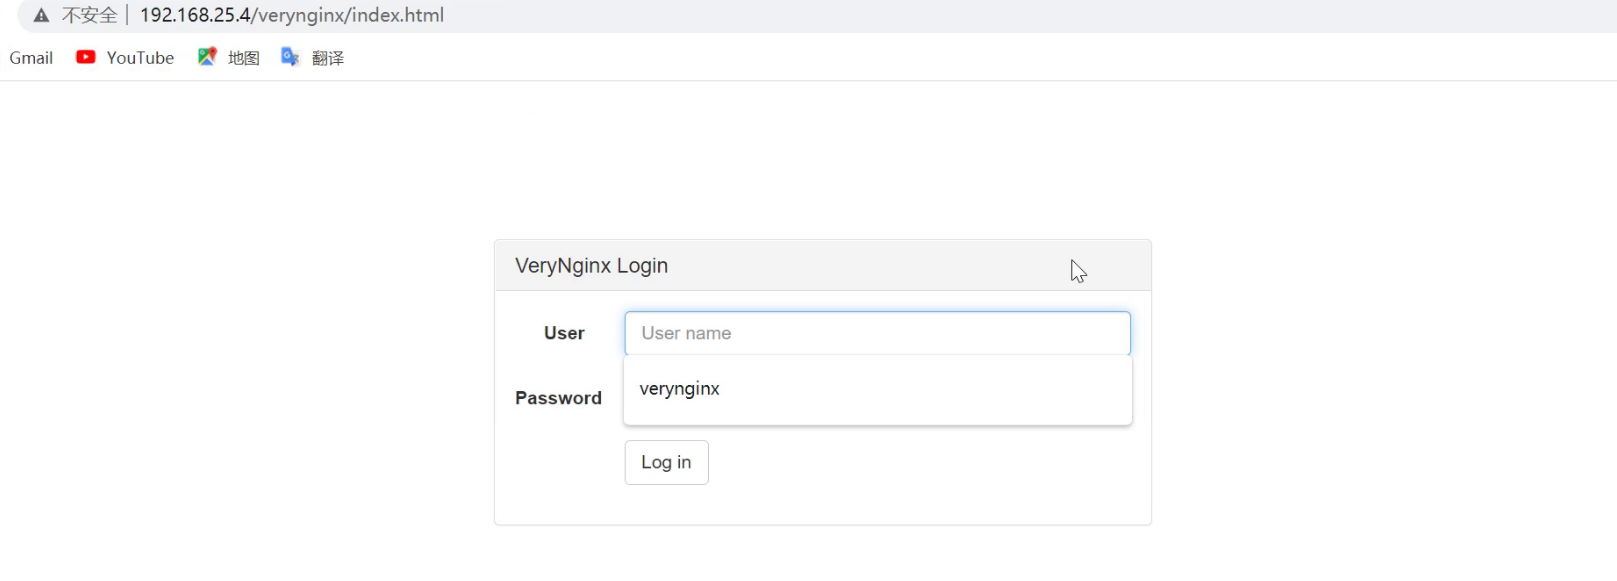 不安全 | 192.168.25.4/verynginx/index.html
Gmail YouTube 地图 翻译
VeryNginx Login
User User name
verynginx
Password
Log in